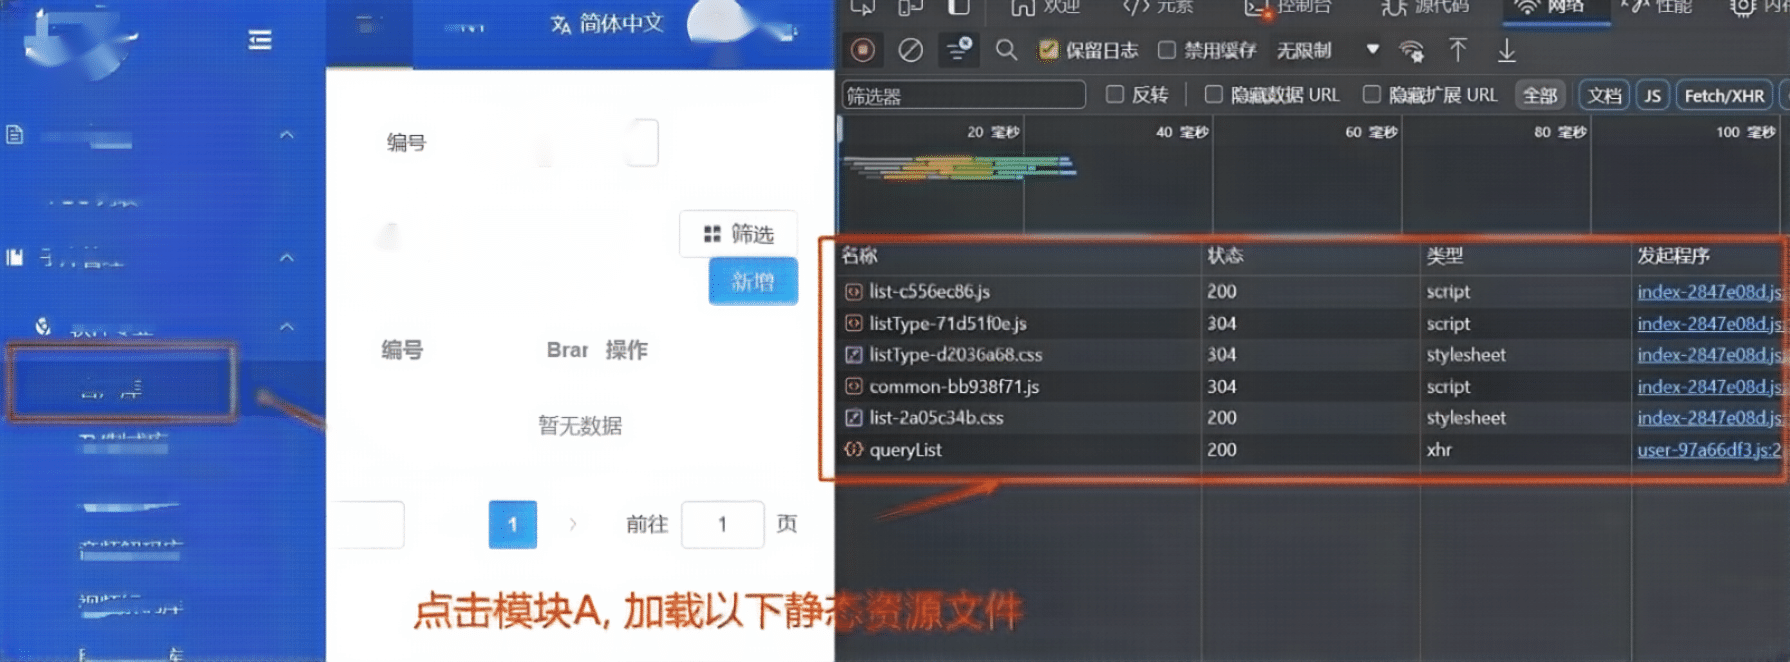 简体中文
编号
筛选
新增
编号 Brar 操作
暂无数据
1 前往 1 页
点击模块A, 加载以下静态资源文件
欢迎 元素 控制台 源代码 网络 性能
保留日志 禁用缓存 无限制
筛选器 反转 隐藏数据 URL 隐藏扩展 URL 全部 文档 JS Fetch/XHR
20 毫秒 40 毫秒 60 毫秒 80 毫秒 100 毫秒
名称 状态 类型 发起程序
list-c556ec86.js 200 script index-2847e08d.js
listType-71d51f0e.js 304 script index-2847e08d.js
listType-d2036a68.css 304 stylesheet index-2847e08d.js
common-bb938f71.js 304 script index-2847e08d.js
list-2a05c34b.css 200 stylesheet index-2847e08d.js
queryList 200 xhr user-97a66df3.js:2